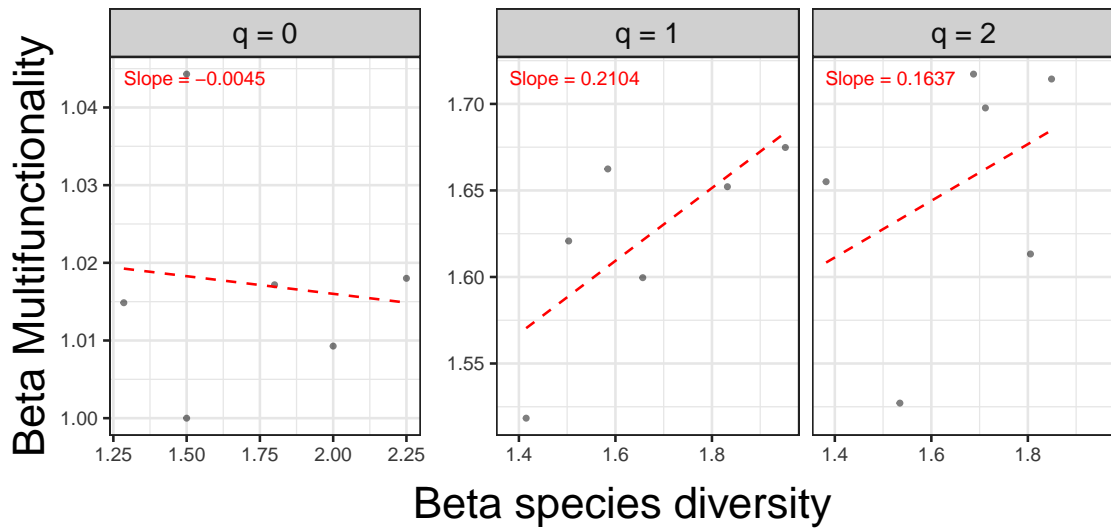 q = 0
q = 1
q = 2
Slope = −0.0045
Slope = 0.2104
Slope = 0.1637
Beta Multifunctionality
1.04
1.03
1.02
1.01
1.00
1.70
1.65
1.60
1.55
1.25
1.50
1.75
2.00
2.25
1.4
1.6
1.8
1.4
1.6
1.8
Beta species diversity